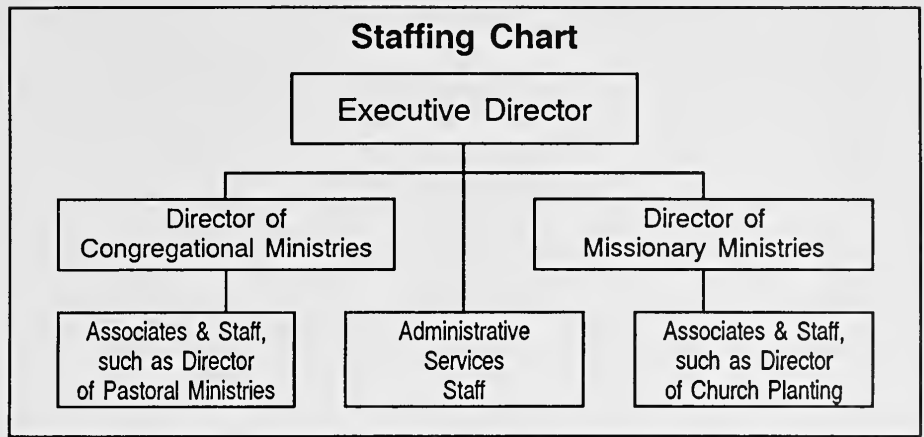 Staffing Chart
Executive Director
Director of
Congregational Ministries
Director of
Missionary Ministries
Associates & Staff,
such as Director
of Pastoral Ministries
Administrative
Services
Staff
Associates & Staff,
such as Director
of Church Planting